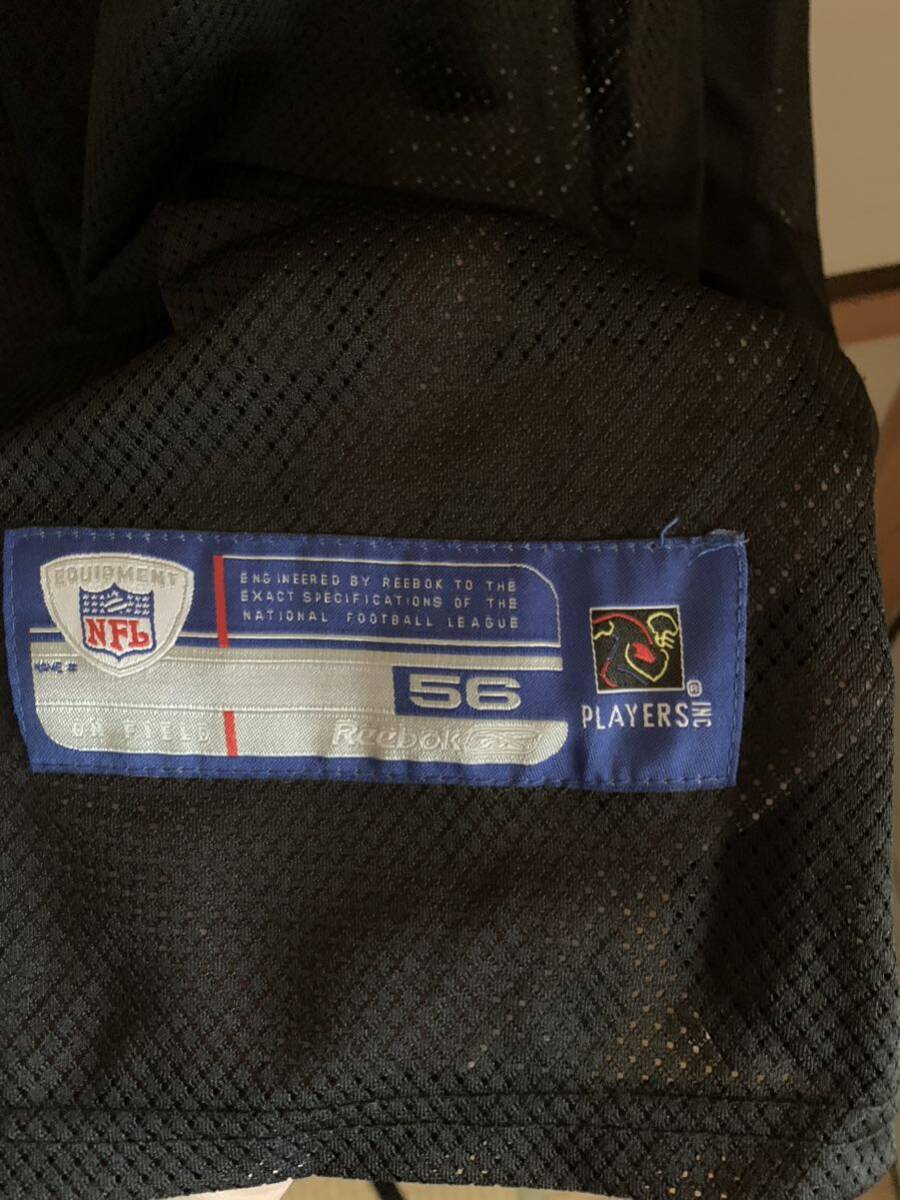 EQUIPMENT
NFL
ENGINEERED BY REEBOK TO THE
EXACT SPECIFICATIONS OF THE
NATIONAL FOOTBALL LEAGUE
NAME #
56
ON FIELD
Reebok
PLAYERS INC
®